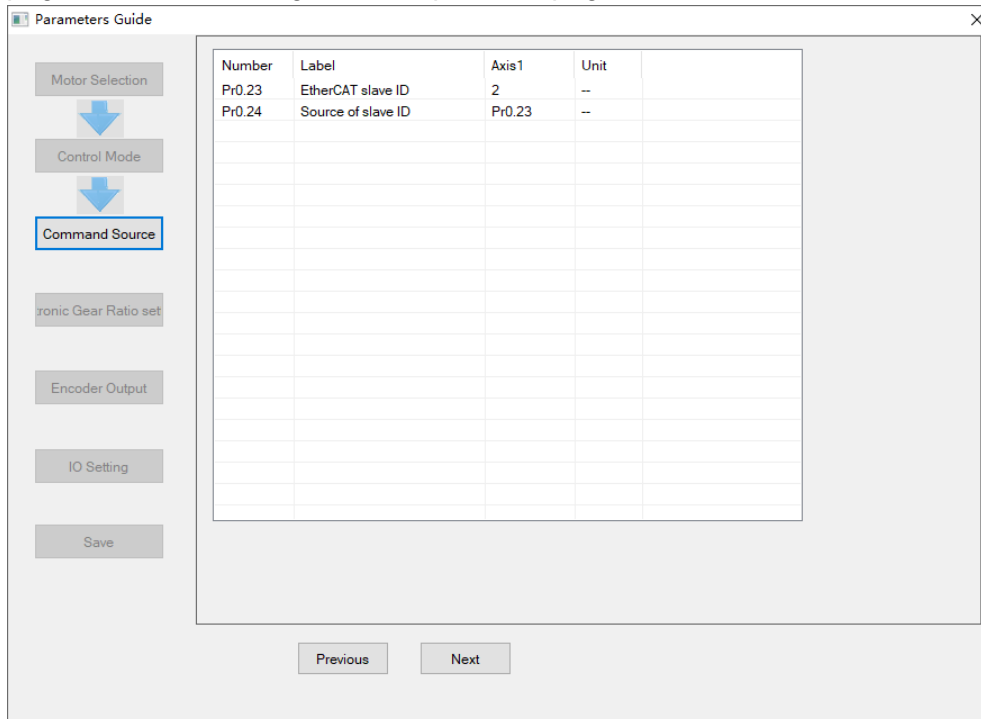 Parameters Guide
Motor Selection
Control Mode
Command Source
tronic Gear Ratio set
Encoder Output
IO Setting
Save
Number Label Axis1 Unit
Pr0.23 EtherCAT slave ID 2 --
Pr0.24 Source of slave ID Pr0.23 --
Previous Next